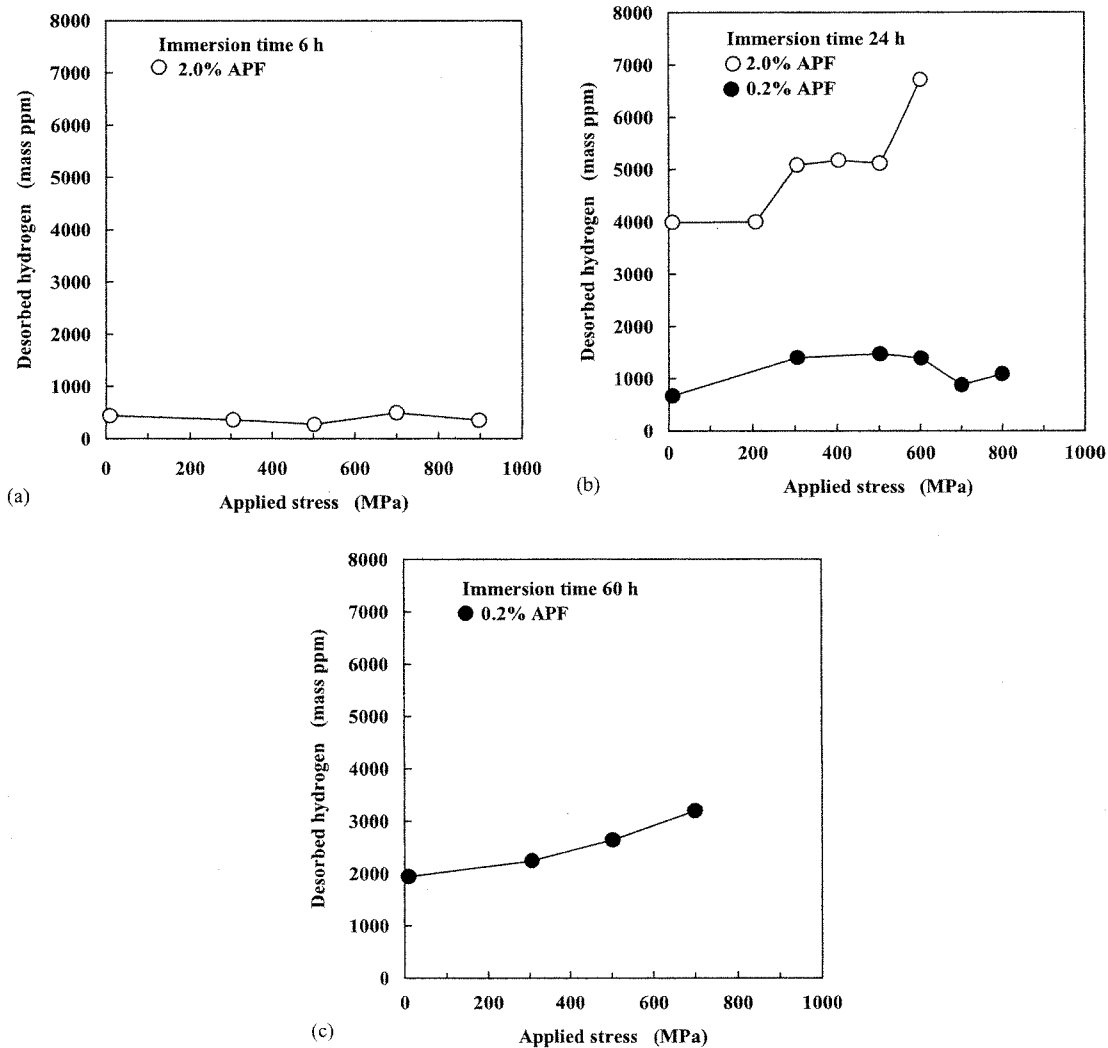 8000
7000
6000
5000
4000
3000
2000
1000
0
Desorbed hydrogen (mass ppm)
Immersion time 6 h
2.0% APF
0 200 400 600 800 1000
Applied stress (MPa)
(a)
8000
7000
6000
5000
4000
3000
2000
1000
0
Desorbed hydrogen (mass ppm)
Immersion time 24 h
2.0% APF
0.2% APF
0 200 400 600 800 1000
Applied stress (MPa)
(b)
8000
7000
6000
5000
4000
3000
2000
1000
0
Desorbed hydrogen (mass ppm)
Immersion time 60 h
0.2% APF
0 200 400 600 800 1000
Applied stress (MPa)
(c)